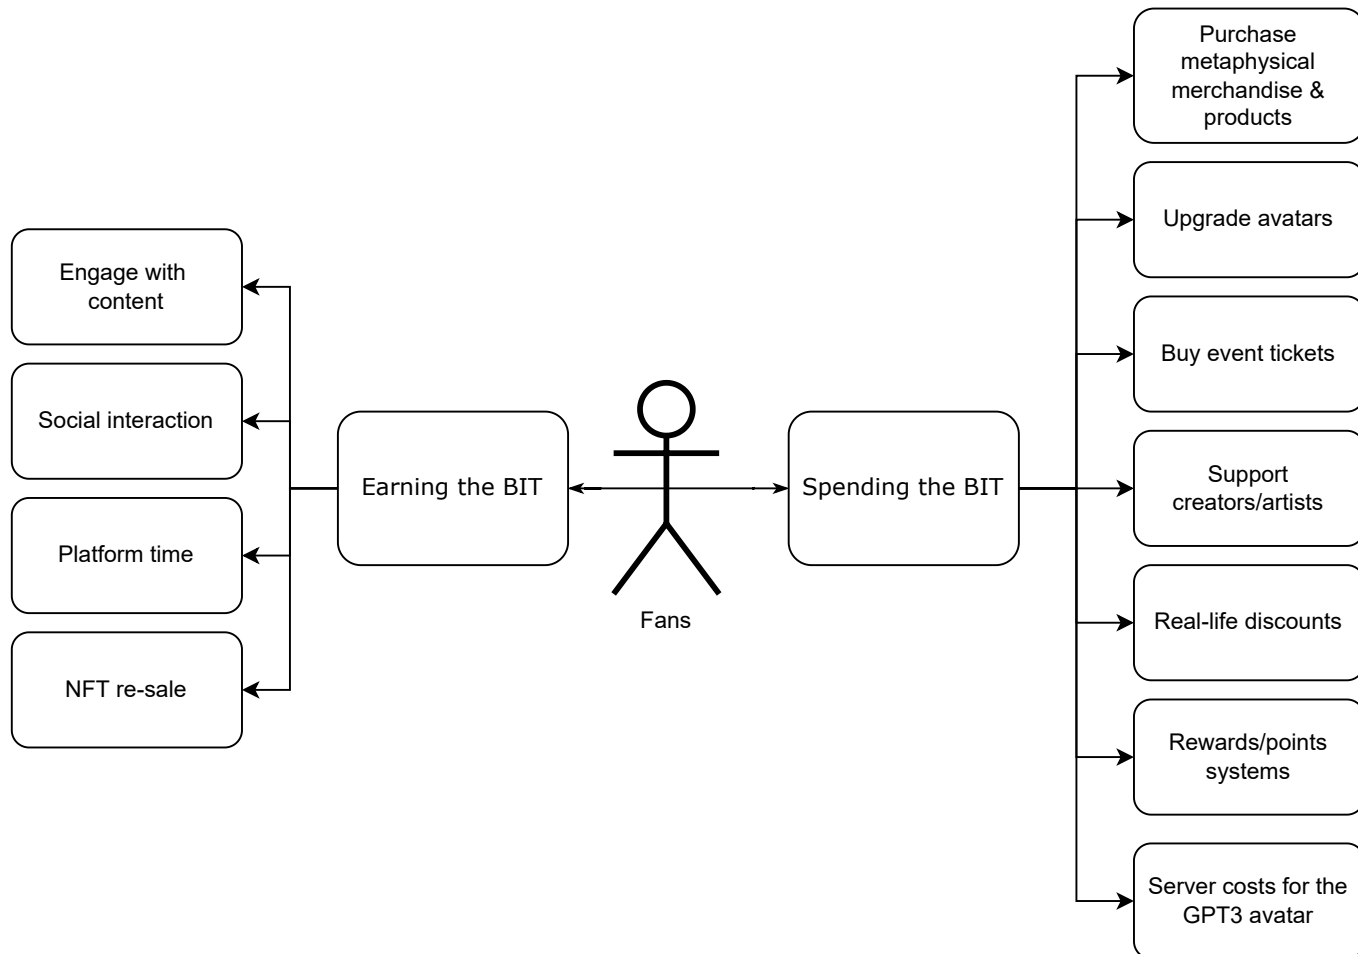 Engage with
content
Social interaction
Platform time
NFT re-sale
Earning the BIT
Fans
Spending the BIT
Purchase
metaphysical
merchandise &
products
Upgrade avatars
Buy event tickets
Support
creators/artists
Real-life discounts
Rewards/points
systems
Server costs for the
GPT3 avatar